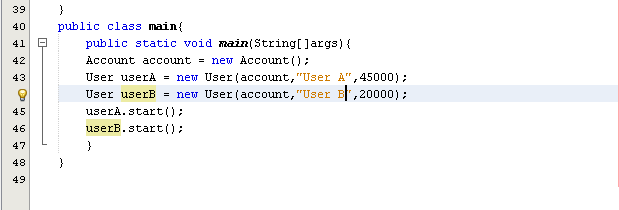 39 }
40 public class main{
41 public static void main(String[]args){
42 Account account = new Account();
43 User userA = new User(account,"User A",45000);
User userB = new User(account,"User B",20000);
45 userA.start();
46 userB.start();
47 }
48 }
49